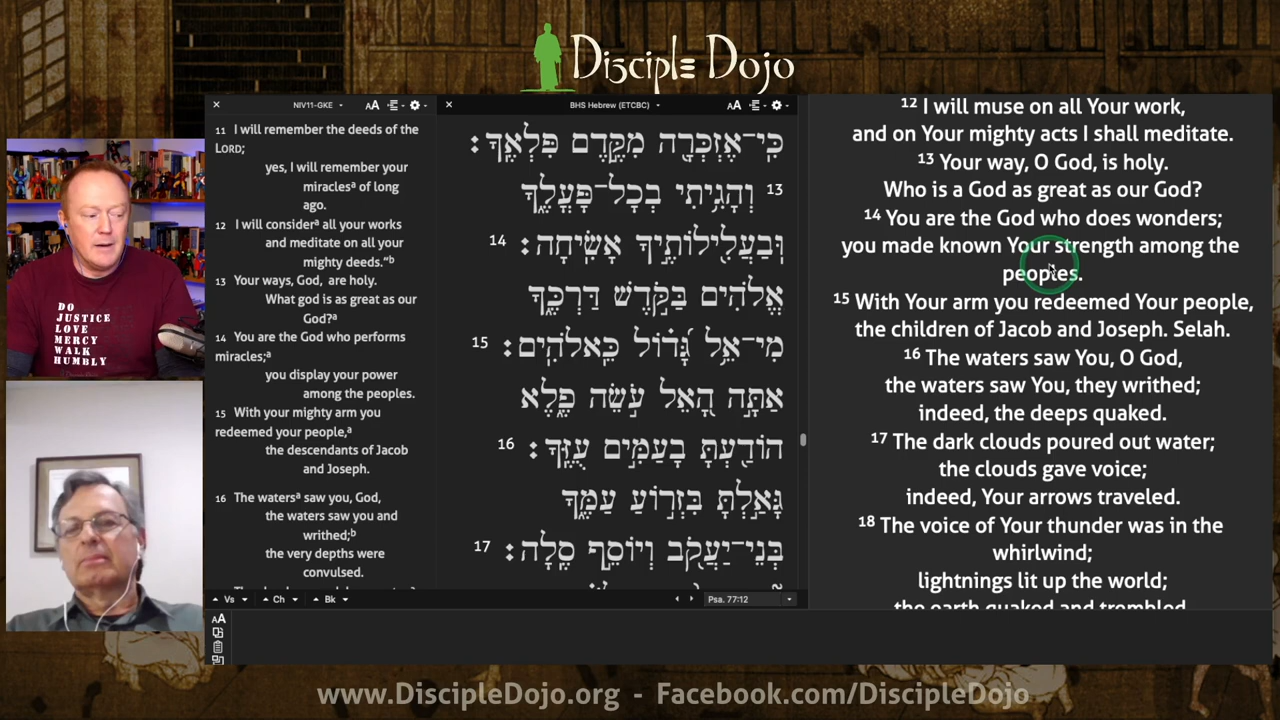 Disciple Dojo
NIV11-GKE
11 I will remember the deeds of the
LORD;
yes, I will remember your
miraclesᵃ of long
ago.
12 I will considerᵃ all your works
and meditate on all your
mighty deeds.”ᵇ
13 Your ways, God, are holy.
What god is as great as our
God?ᵃ
14 You are the God who performs
miracles;ᵃ
you display your power
among the peoples.
15 With your mighty arm you
redeemed your people,ᵃ
the descendants of Jacob
and Joseph.
16 The watersᵃ saw you, God,
the waters saw you and
writhed;ᵇ
the very depths were
convulsed.
Vs Ch Bk
BHS Hebrew (ETCBC)
כִּֽי־אֶזְכְּרָ֖ה מִקֶּ֣דֶם פִּלְאֶֽךָ׃
13 וְהָגִ֥יתִי בְכָל־פָּעֳלֶ֑ךָ
וּֽבַעֲלִ֖ילוֹתֶ֣יךָ אָשִֽׂיחָה׃ 14
אֱ֭לֹהִים בַּקֹּ֣דֶשׁ דַּרְכֶּ֑ךָ
מִי־אֵ֥ל גָּ֝ד֗וֹל כֵּֽאלֹהִֽים׃ 15
אַתָּ֣ה הָ֭אֵל עֹ֣שֵׂה פֶ֑לֶא
הוֹדַ֖עְתָּ בָעַמִּ֣ים עֻזֶּֽךָ׃ 16
גָּאַ֣לְתָּ בִּזְר֣וֹעַ עַמֶּ֑ךָ
בְּנֵי־יַעֲקֹ֖ב וְיוֹסֵ֣ף סֶֽלָה׃ 17
Psa. 77:12
12 I will muse on all Your work,
and on Your mighty acts I shall meditate.
13 Your way, O God, is holy.
Who is a God as great as our God?
14 You are the God who does wonders;
you made known Your strength among the
peoples.
15 With Your arm you redeemed Your people,
the children of Jacob and Joseph. Selah.
16 The waters saw You, O God,
the waters saw You, they writhed;
indeed, the deeps quaked.
17 The dark clouds poured out water;
the clouds gave voice;
indeed, Your arrows traveled.
18 The voice of Your thunder was in the
whirlwind;
lightnings lit up the world;
the earth quaked and trembled
DO
JUSTICE
LOVE
MERCY
WALK
HUMBLY
www.DiscipleDojo.org - Facebook.com/DiscipleDojo